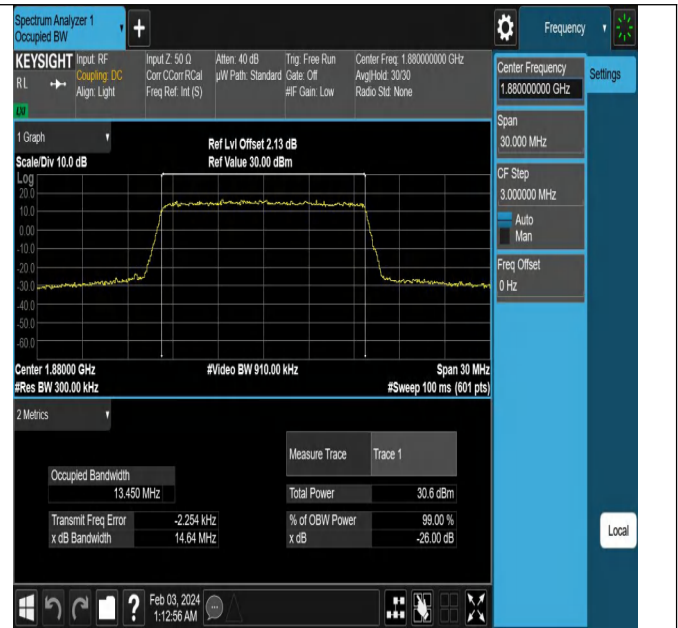 Spectrum Analyzer 1
Occupied BW
+
Frequency
KEYSIGHT
RL
LXI
Input: RF
Coupling: DC
Align: Light
Input Z: 50 Ω
Corr CCorr RCal
Freq Ref: Int (S)
Atten: 40 dB
µW Path: Standard
Trig: Free Run
Gate: Off
#IF Gain: Low
Center Freq: 1.880000000 GHz
Avg|Hold: 30/30
Radio Std: None
Center Frequency
1.880000000 GHz
Settings
Span
30.000 MHz
CF Step
3.000000 MHz
Auto
Man
Freq Offset
0 Hz
Local
1 Graph
Scale/Div 10.0 dB
Ref Lvl Offset 2.13 dB
Ref Value 30.00 dBm
Log
20.0
10.0
0.00
-10.0
-20.0
-30.0
-40.0
-50.0
-60.0
Center 1.88000 GHz
#Video BW 910.00 kHz
Span 30 MHz
#Res BW 300.00 kHz
#Sweep 100 ms (601 pts)
2 Metrics
Measure Trace Trace 1
Occupied Bandwidth
13.450 MHz
Total Power 30.6 dBm
Transmit Freq Error -2.254 kHz
% of OBW Power 99.00 %
x dB Bandwidth 14.64 MHz
x dB -26.00 dB
?
Feb 03, 2024
1:12:56 AM